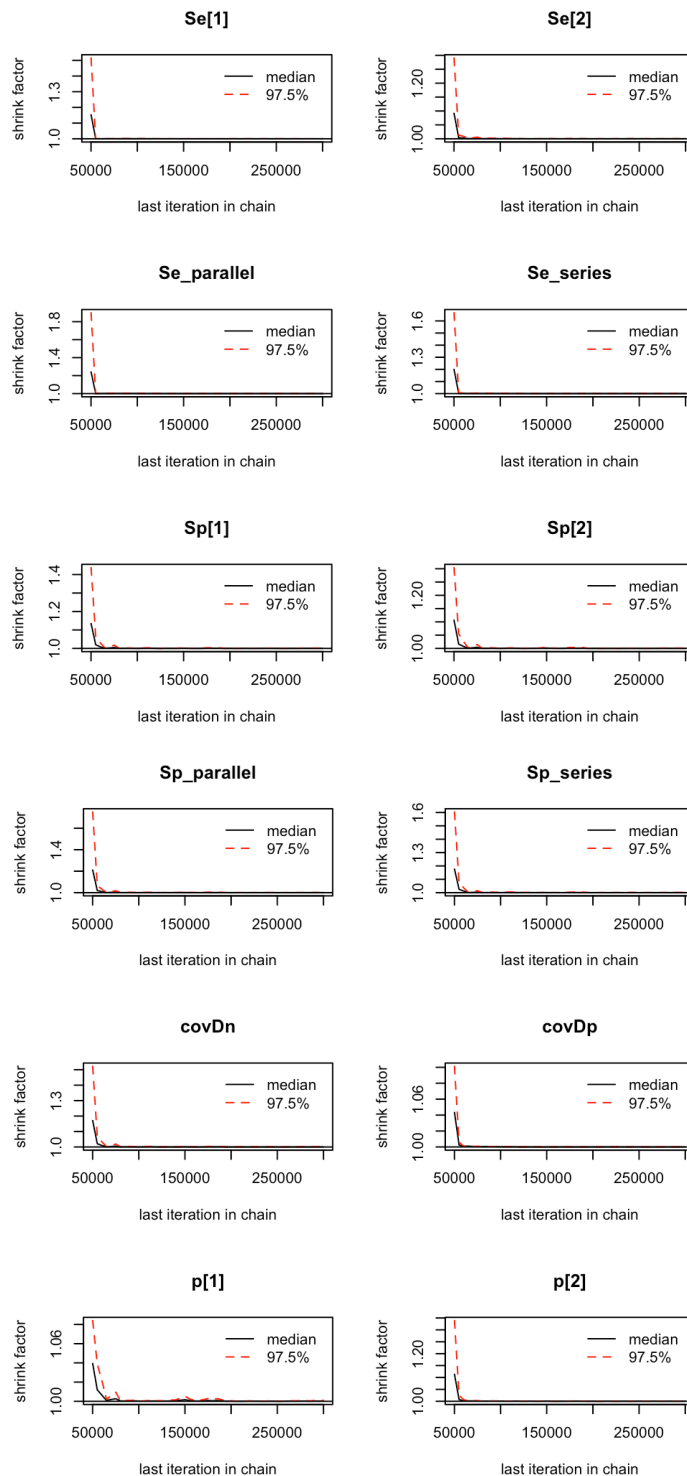 Se[1]
shrink factor
1.0 1.3
median
97.5%
50000 150000 250000
last iteration in chain
Se[2]
shrink factor
1.00 1.20
median
97.5%
50000 150000 250000
last iteration in chain
Se_parallel
shrink factor
1.0 1.4 1.8
median
97.5%
50000 150000 250000
last iteration in chain
Se_series
shrink factor
1.0 1.3 1.6
median
97.5%
50000 150000 250000
last iteration in chain
Sp[1]
shrink factor
1.0 1.2 1.4
median
97.5%
50000 150000 250000
last iteration in chain
Sp[2]
shrink factor
1.00 1.20
median
97.5%
50000 150000 250000
last iteration in chain
Sp_parallel
shrink factor
1.0 1.4
median
97.5%
50000 150000 250000
last iteration in chain
Sp_series
shrink factor
1.0 1.3 1.6
median
97.5%
50000 150000 250000
last iteration in chain
covDn
shrink factor
1.0 1.3
median
97.5%
50000 150000 250000
last iteration in chain
covDp
shrink factor
1.00 1.06
median
97.5%
50000 150000 250000
last iteration in chain
p[1]
shrink factor
1.00 1.06
median
97.5%
50000 150000 250000
last iteration in chain
p[2]
shrink factor
1.00 1.20
median
97.5%
50000 150000 250000
last iteration in chain